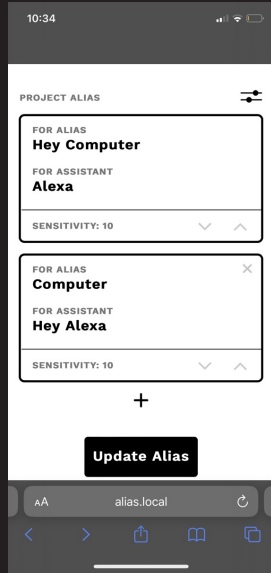 10:34
PROJECT ALIAS
FOR ALIAS
Hey Computer
FOR ASSISTANT
Alexa
SENSITIVITY: 10
FOR ALIAS
Computer
FOR ASSISTANT
Hey Alexa
SENSITIVITY: 10
Update Alias
AA
alias.local